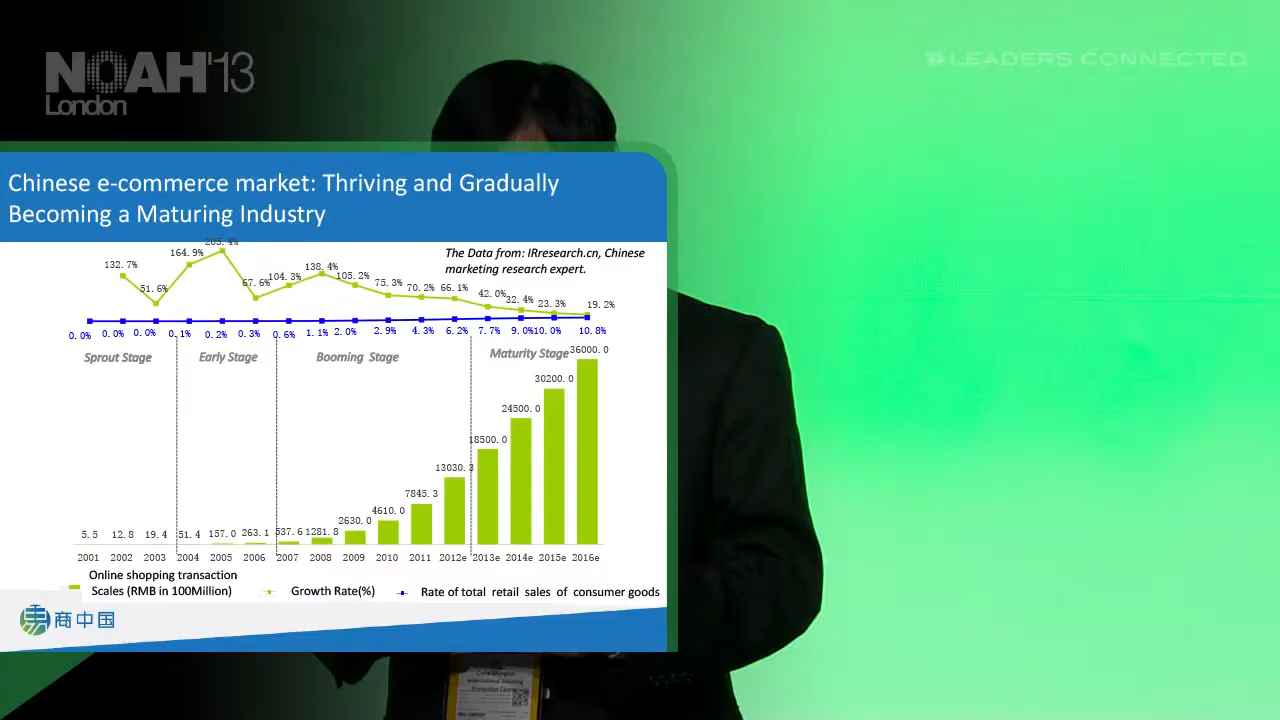 NOAH'13
London
LEADERS CONNECTED
Chinese e-commerce market: Thriving and Gradually
Becoming a Maturing Industry
The Data from: IRresearch.cn, Chinese
marketing research expert.
132.7% 51.6% 164.9% 205.4% 67.6% 104.3% 138.4% 105.2% 75.3% 70.2% 66.1% 42.0% 32.4% 23.3% 19.2%
0.0% 0.0% 0.0% 0.1% 0.2% 0.3% 0.6% 1.1% 2.0% 2.9% 4.3% 6.2% 7.7% 9.0% 10.0% 10.8%
Sprout Stage Early Stage Booming Stage Maturity Stage
5.5 12.8 19.4 51.4 157.0 263.1 537.6 1281.8 2630.0 4610.0 7845.3 13030.3 18500.0 24500.0 30200.0 36000.0
2001 2002 2003 2004 2005 2006 2007 2008 2009 2010 2011 2012e 2013e 2014e 2015e 2016e
Online shopping transaction
Scales (RMB in 100Million) Growth Rate(%) Rate of total retail sales of consumer goods
商中国
International Investing
Promotion